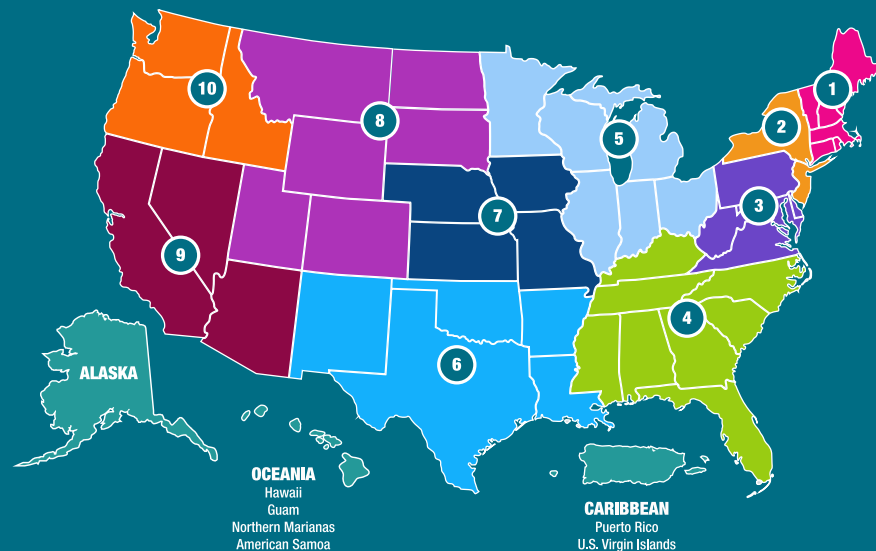 1
2
3
4
5
6
7
8
9
10
ALASKA
OCEANIA
Hawaii
Guam
Northern Marianas
American Samoa
CARIBBEAN
Puerto Rico
U.S. Virgin Islands